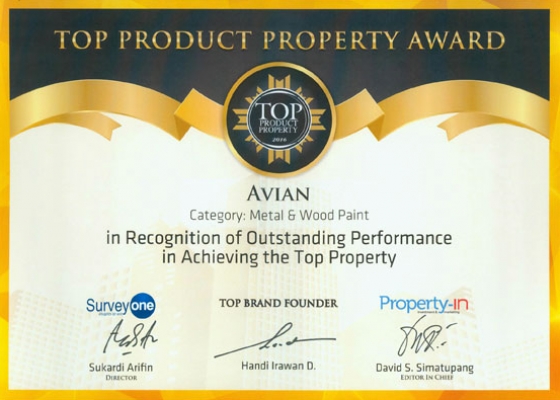 TOP PRODUCT PROPERTY AWARD
TOP
PRODUCT
PROPERTY
2016
AVIAN
Category: Metal & Wood Paint
in Recognition of Outstanding Performance
in Achieving the Top Property
Surveyone
TOP BRAND FOUNDER
Property-in
Sukardi Arifin
Handi Irawan D.
David S. Simatupang
DIRECTOR
EDITOR IN CHIEF